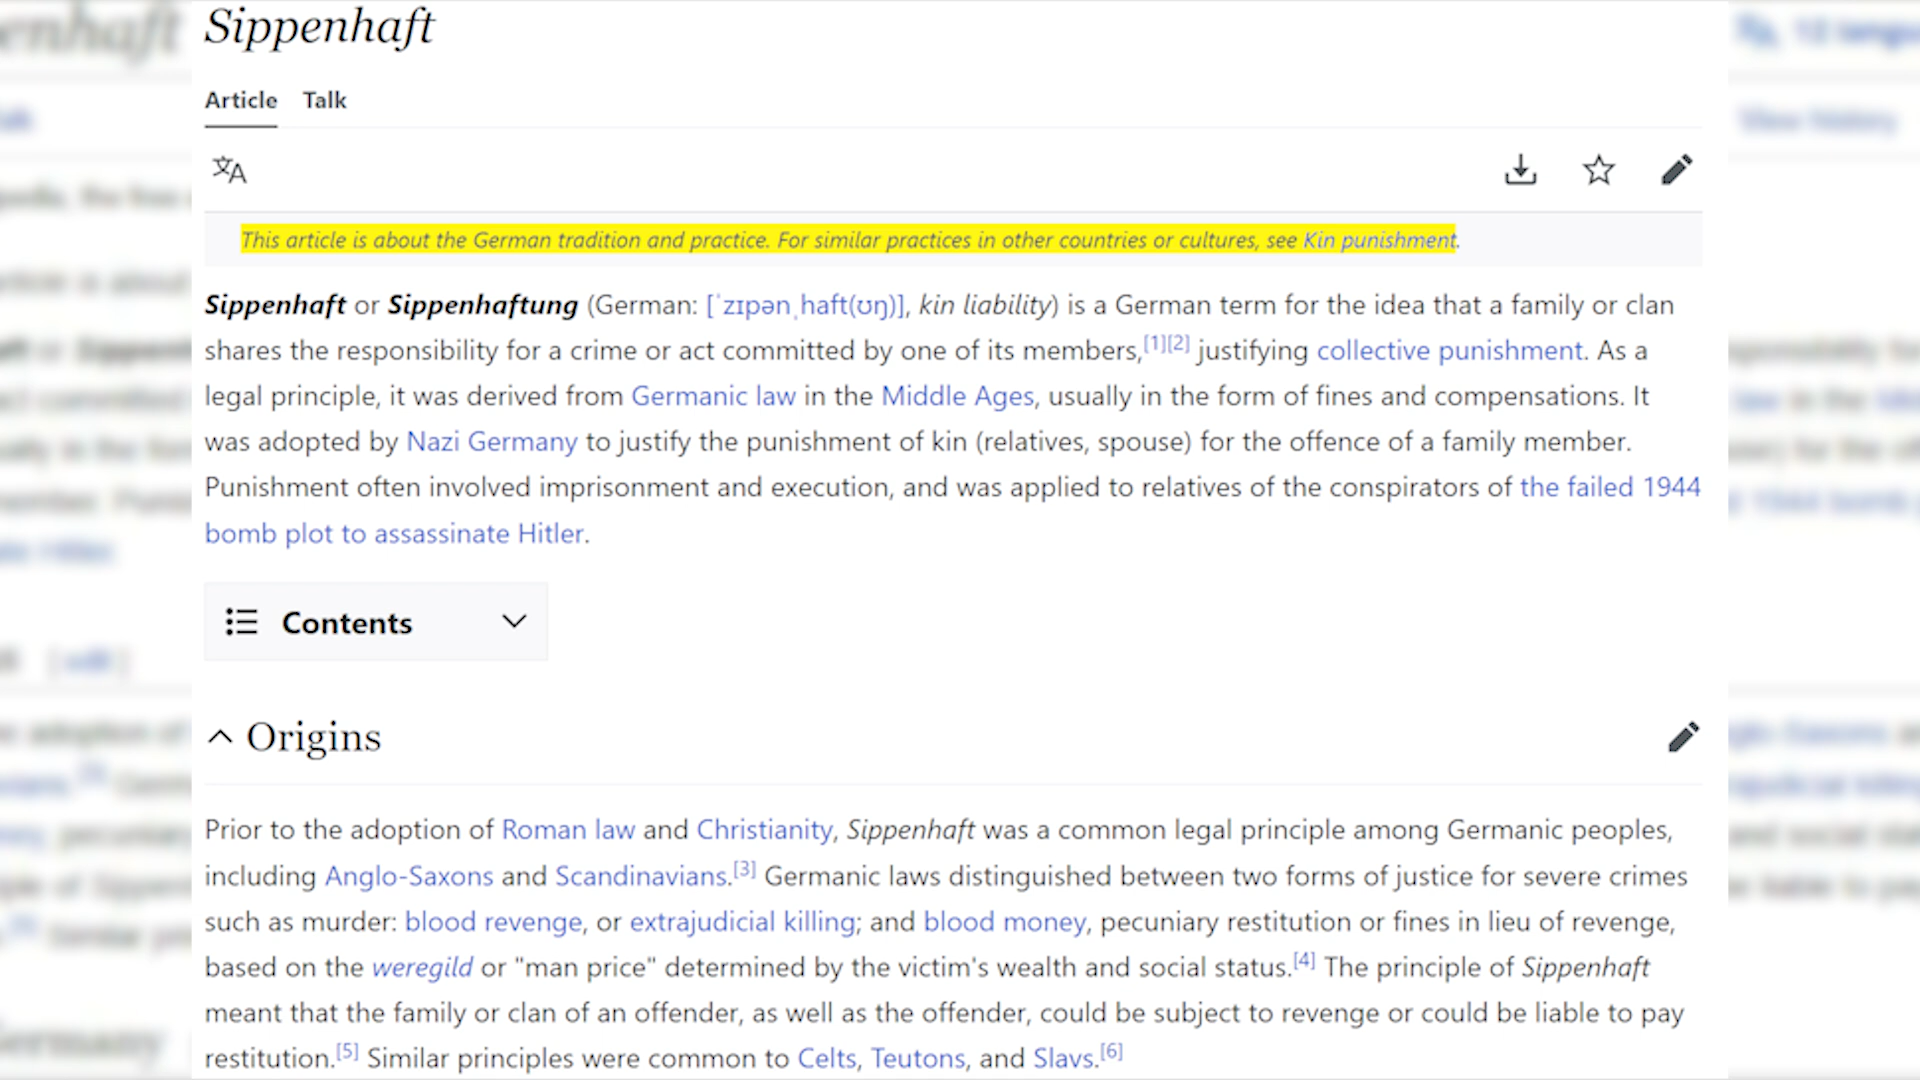 Sippenhaft
Article Talk
This article is about the German tradition and practice. For similar practices in other countries or cultures, see Kin punishment.
Sippenhaft or Sippenhaftung (German: [ˈzɪpənˌhaft(ʊŋ)], kin liability) is a German term for the idea that a family or clan
shares the responsibility for a crime or act committed by one of its members,[1][2] justifying collective punishment. As a
legal principle, it was derived from Germanic law in the Middle Ages, usually in the form of fines and compensations. It
was adopted by Nazi Germany to justify the punishment of kin (relatives, spouse) for the offence of a family member.
Punishment often involved imprisonment and execution, and was applied to relatives of the conspirators of the failed 1944
bomb plot to assassinate Hitler.
Contents
Origins
Prior to the adoption of Roman law and Christianity, Sippenhaft was a common legal principle among Germanic peoples,
including Anglo-Saxons and Scandinavians.[3] Germanic laws distinguished between two forms of justice for severe crimes
such as murder: blood revenge, or extrajudicial killing; and blood money, pecuniary restitution or fines in lieu of revenge,
based on the weregild or "man price" determined by the victim's wealth and social status.[4] The principle of Sippenhaft
meant that the family or clan of an offender, as well as the offender, could be subject to revenge or could be liable to pay
restitution.[5] Similar principles were common to Celts, Teutons, and Slavs.[6]